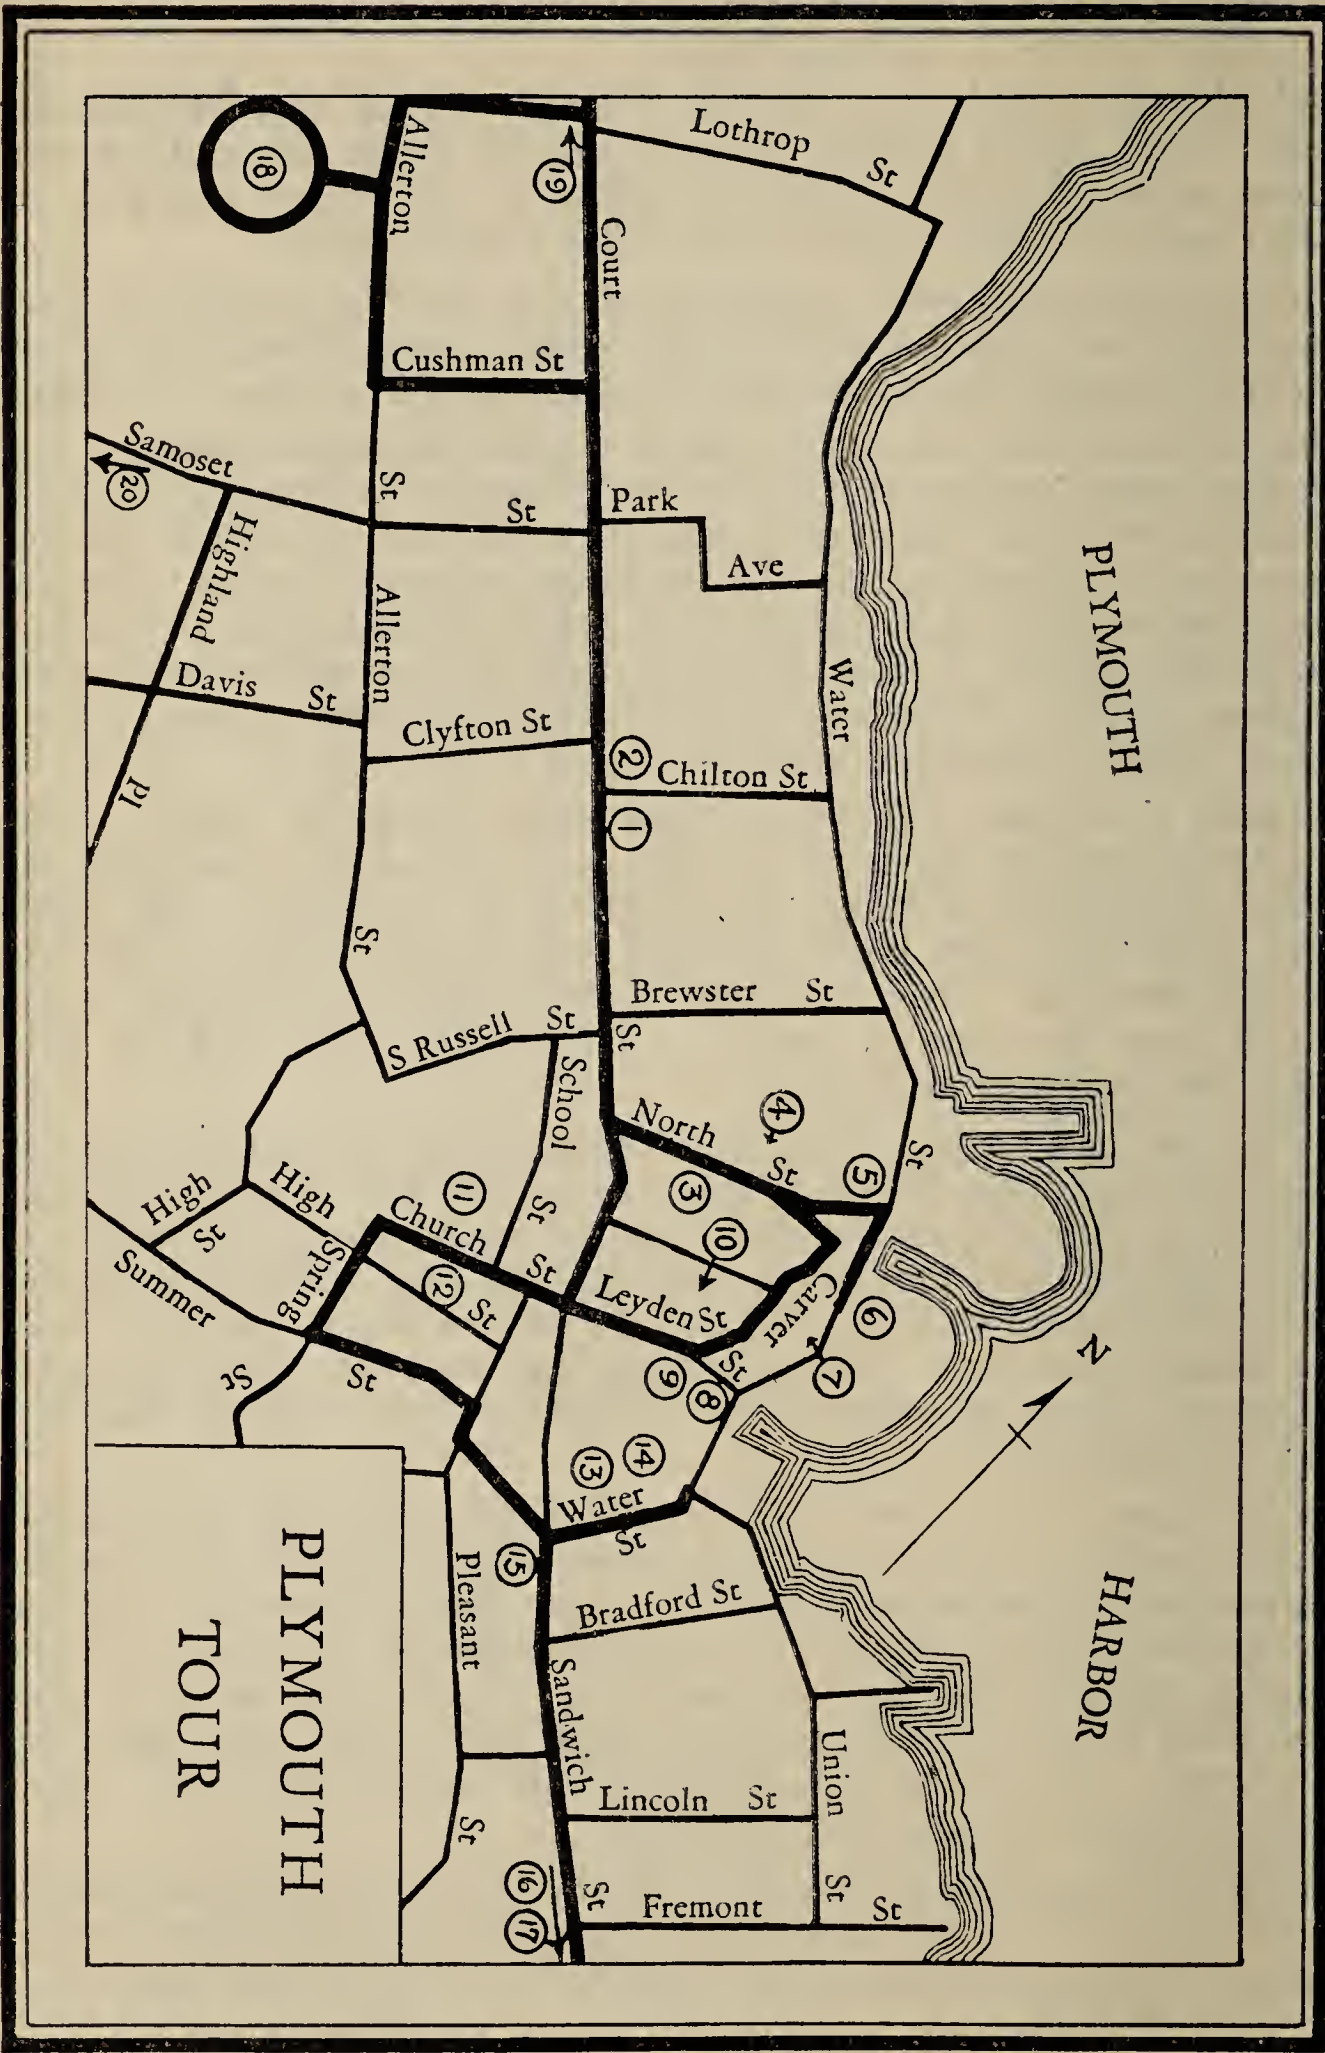 Lothrop
St
Allerton
18
19
Court
Cushman St
Samoset
20
St
St
Park
Ave
PLYMOUTH
Highland
Allerton
Davis St
Clyfton St
Water
2
Chilton St
1
Pl
St
Brewster St
S Russell St
St
School
North
4
St
5
St
3
11
High
High
St
Church
St
10
St
Leyden St
Carver
6
N
Spring
12
St
Summer
St
St
St
7
9
8
13
14
Water
St
15
Pleasant
Bradford St
HARBOR
Sandwich
Union
Lincoln St
St
16
17
St
St
Fremont St
PLYMOUTH
TOUR